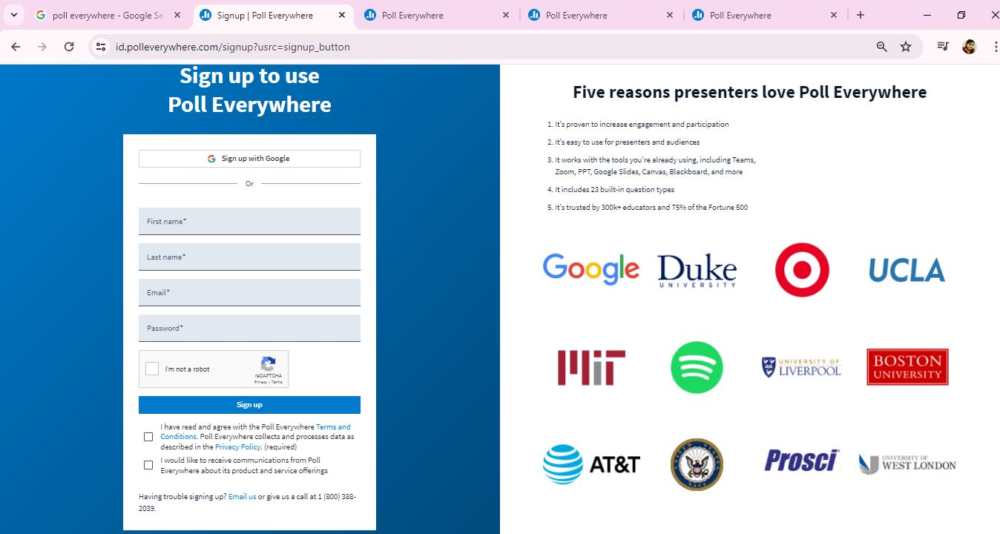 poll everywhere - Google Se
Signup | Poll Everywhere
Poll Everywhere
Poll Everywhere
Poll Everywhere
id.polleverywhere.com/signup?usrc=signup_button
Sign up to use
Poll Everywhere
Sign up with Google
Or
First name*
Last name*
Email*
Password*
I'm not a robot
reCAPTCHA
Privacy - Terms
Sign up
I have read and agree with the Poll Everywhere Terms and
Conditions. Poll Everywhere collects and processes data as
described in the Privacy Policy. (required)
I would like to receive communications from Poll
Everywhere about its product and service offerings
Having trouble signing up? Email us or give us a call at 1 (800) 388-
2039.
Five reasons presenters love Poll Everywhere
1. It's proven to increase engagement and participation
2. It's easy to use for presenters and audiences
3. It works with the tools you're already using, including Teams,
Zoom, PPT, Google Slides, Canvas, Blackboard, and more
4. It includes 23 built-in question types
5. It's trusted by 300k+ educators and 75% of the Fortune 500
Google
Duke
UNIVERSITY
UCLA
MIT
UNIVERSITY OF
LIVERPOOL
BOSTON
UNIVERSITY
AT&T
UNITED STATES
NAVY
Prosci
UNIVERSITY OF
WEST LONDON